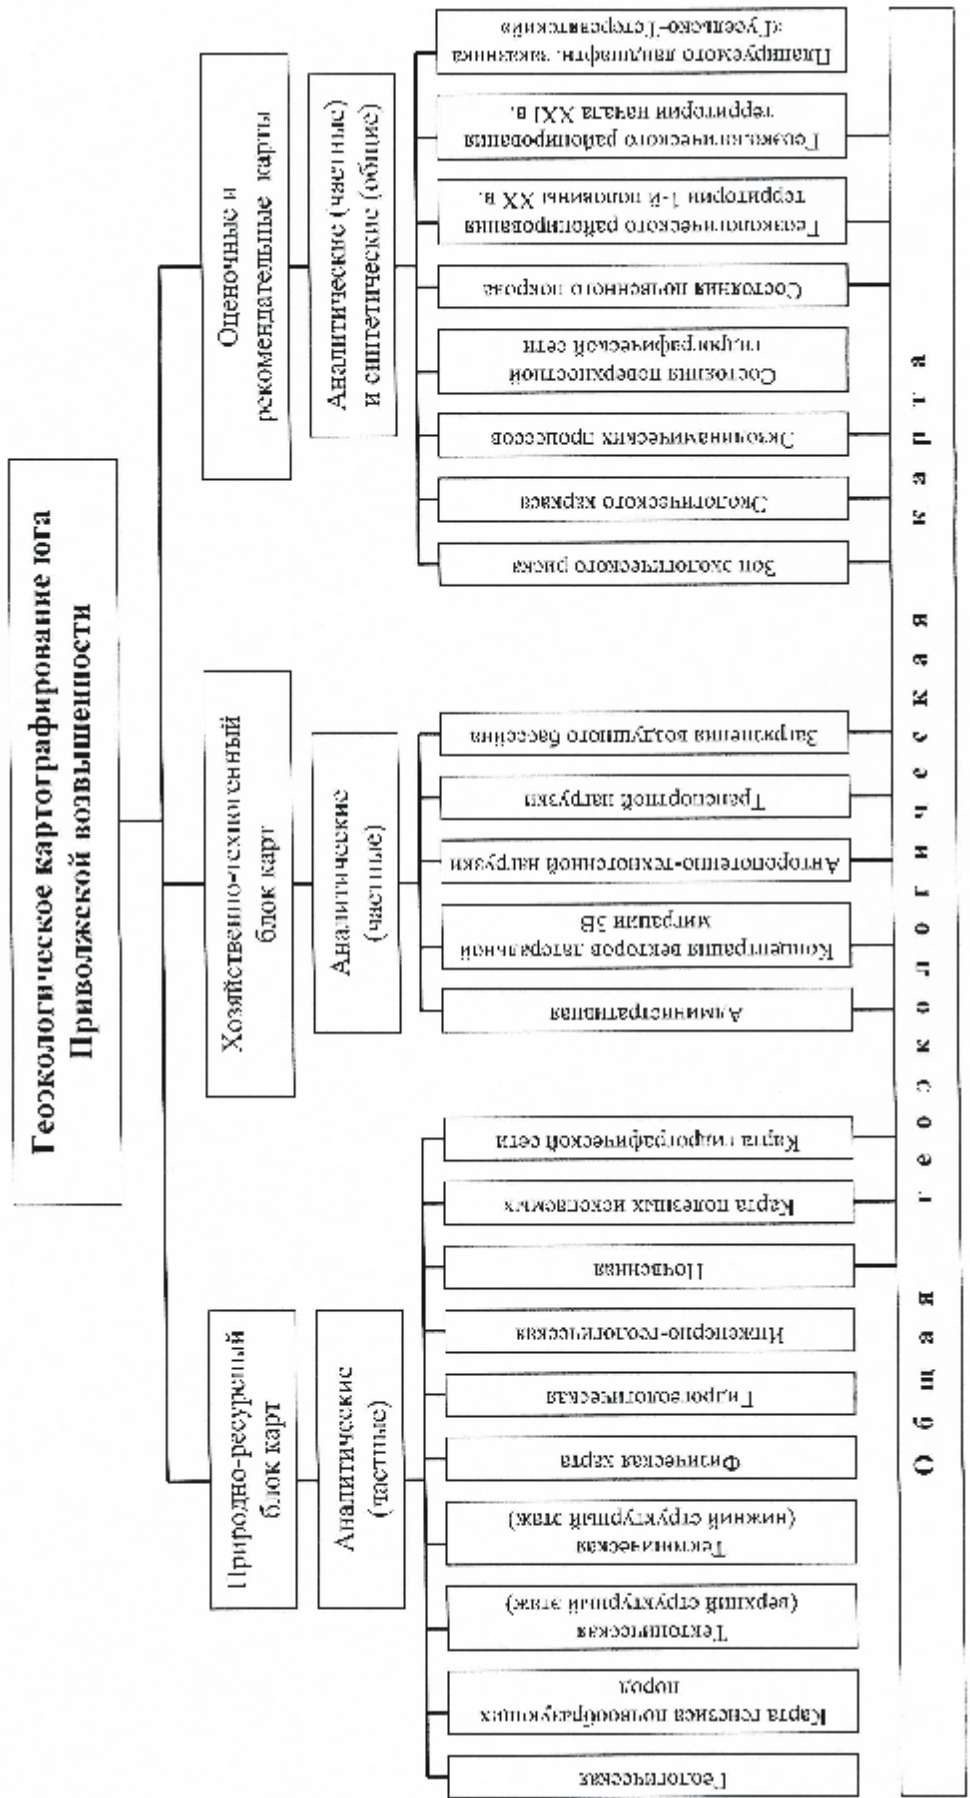 Геоэкологическое картографирование юга
Приволжской возвышенности
Природно-ресурсный
блок карт
Хозяйственно-техногенный
блок карт
Оценочные и
рекомендательные карты
Аналитические
(частные)
Аналитические
(частные)
Аналитические (частные)
и синтетические (общие)
Геологическая
Карта генезиса почвообразующих
пород
Тектоническая
(верхний структурный этаж)
Тектоническая
(нижний структурный этаж)
Физическая карта
Гидрогеологическая
Инженерно-геологическая
Почвенная
Карта полезных ископаемых
Карта гидрографической сети
Административная
Концентрация векторов латеральной
миграции ЗВ
Антропогенно-техногенной нагрузки
Транспортной нагрузки
Загрязнения воздушного бассейна
Зон экологического риска
Экологического каркаса
Экзодинамических процессов
Состояния поверхностной
гидрографической сети
Состояния почвенного покрова
Геоэкологического районирования
территории 1-й половины XX в.
Геоэкологического районирования
территории начала XXI в.
Планируемого ландшафтн. заказника
Общая геоэкологическая карта